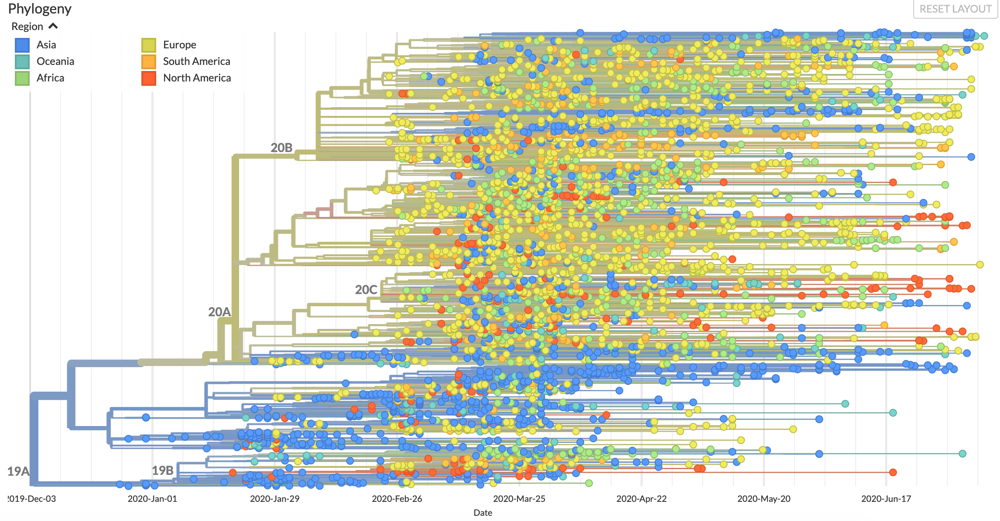 Phylogeny
RESET LAYOUT
Region
Asia
Europe
Oceania
South America
Africa
North America
20B
20C
20A
19A
19B
2019-Dec-03
2020-Jan-01
2020-Jan-29
2020-Feb-26
2020-Mar-25
2020-Apr-22
2020-May-20
2020-Jun-17
Date